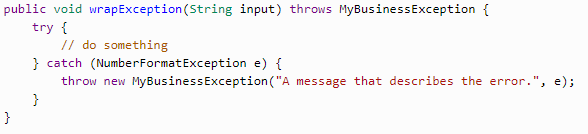 public void wrapException(String input) throws MyBusinessException {
    try {
        // do something
    } catch (NumberFormatException e) {
        throw new MyBusinessException("A message that describes the error.", e);
    }
}